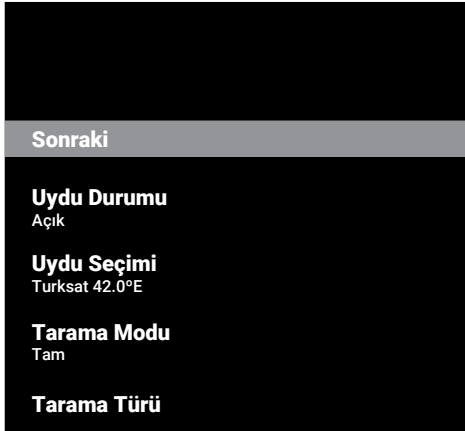 Sonraki
Uydu Durumu
Açık
Uydu Seçimi
Turksat 42.0ºE
Tarama Modu
Tam
Tarama Türü